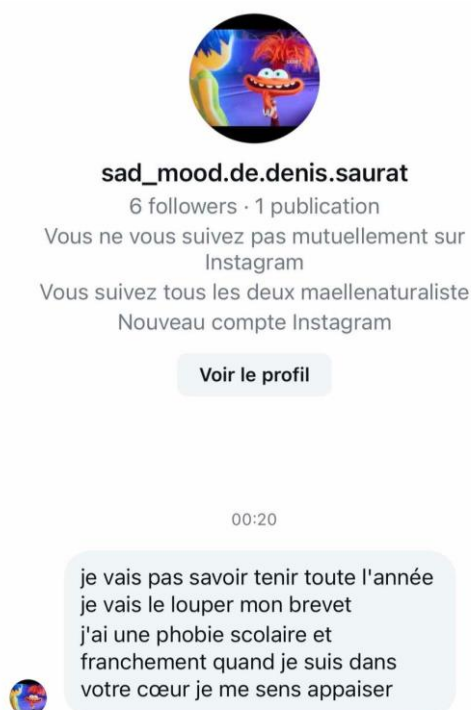 sad_mood.de.denis.saurat
6 followers · 1 publication
Vous ne vous suivez pas mutuellement sur
Instagram
Vous suivez tous les deux maellenaturaliste
Nouveau compte Instagram
Voir le profil
00:20
je vais pas savoir tenir toute l'année
je vais le louper mon brevet
j'ai une phobie scolaire et
franchement quand je suis dans
votre cœur je me sens appaiser